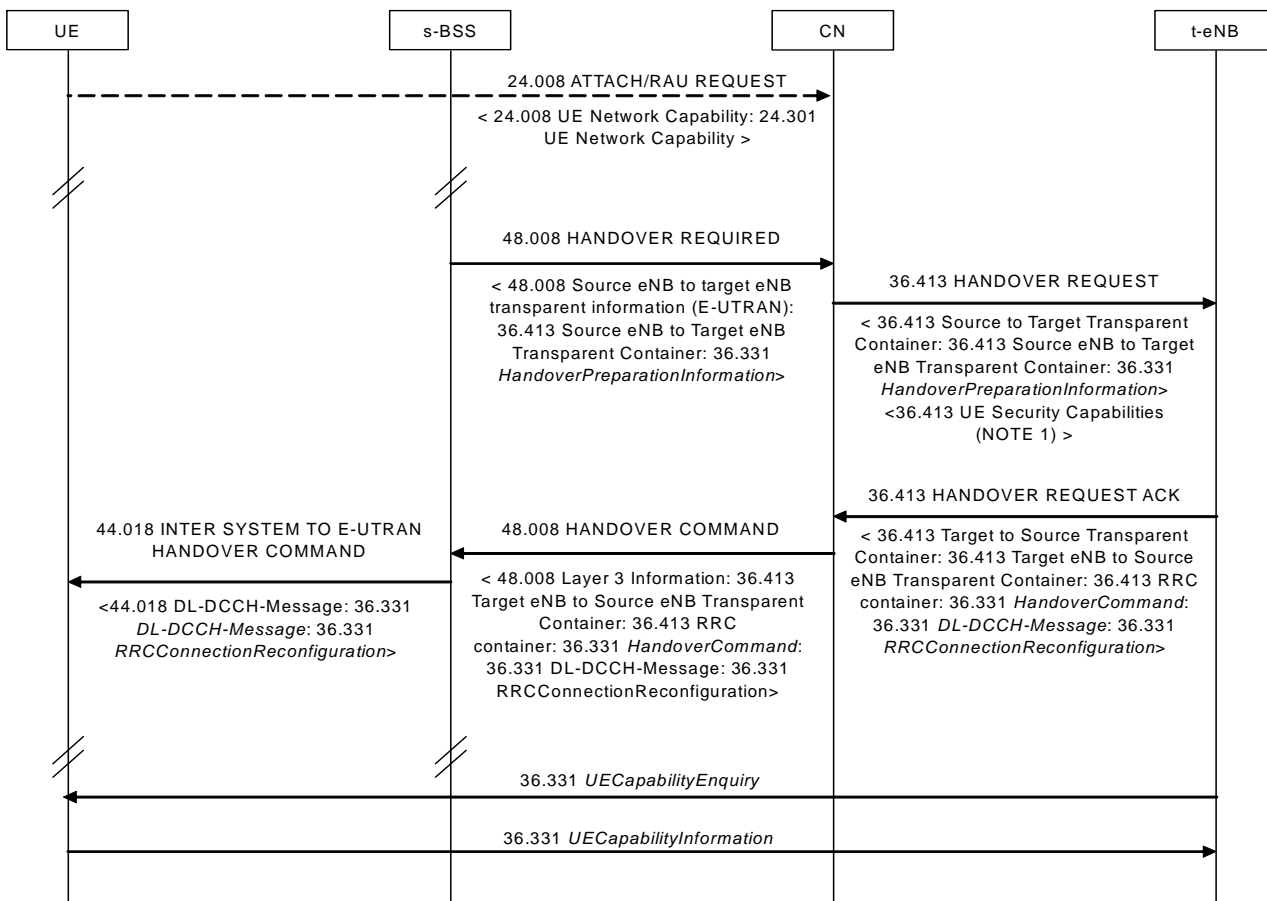 UE
s-BSS
CN
t-eNB
24.008 ATTACH/RAU REQUEST
< 24.008 UE Network Capability: 24.301
UE Network Capability >
48.008 HANDOVER REQUIRED
< 48.008 Source eNB to target eNB
transparent information (E-UTRAN):
36.413 Source eNB to Target eNB
Transparent Container: 36.331
HandoverPreparationInformation>
36.413 HANDOVER REQUEST
< 36.413 Source to Target Transparent
Container: 36.413 Source eNB to Target
eNB Transparent Container: 36.331
HandoverPreparationInformation>
<36.413 UE Security Capabilities
(NOTE 1) >
36.413 HANDOVER REQUEST ACK
< 36.413 Target to Source Transparent
Container: 36.413 Target eNB to Source
eNB Transparent Container: 36.413 RRC
container: 36.331 HandoverCommand:
36.331 DL-DCCH-Message: 36.331
RRCConnectionReconfiguration>
48.008 HANDOVER COMMAND
< 48.008 Layer 3 Information: 36.413
Target eNB to Source eNB Transparent
Container: 36.413 RRC
container: 36.331 HandoverCommand:
36.331 DL-DCCH-Message: 36.331
RRCConnectionReconfiguration>
44.018 INTER SYSTEM TO E-UTRAN
HANDOVER COMMAND
<44.018 DL-DCCH-Message: 36.331
DL-DCCH-Message: 36.331
RRCConnectionReconfiguration>
36.331 UECapabilityEnquiry
36.331 UECapabilityInformation